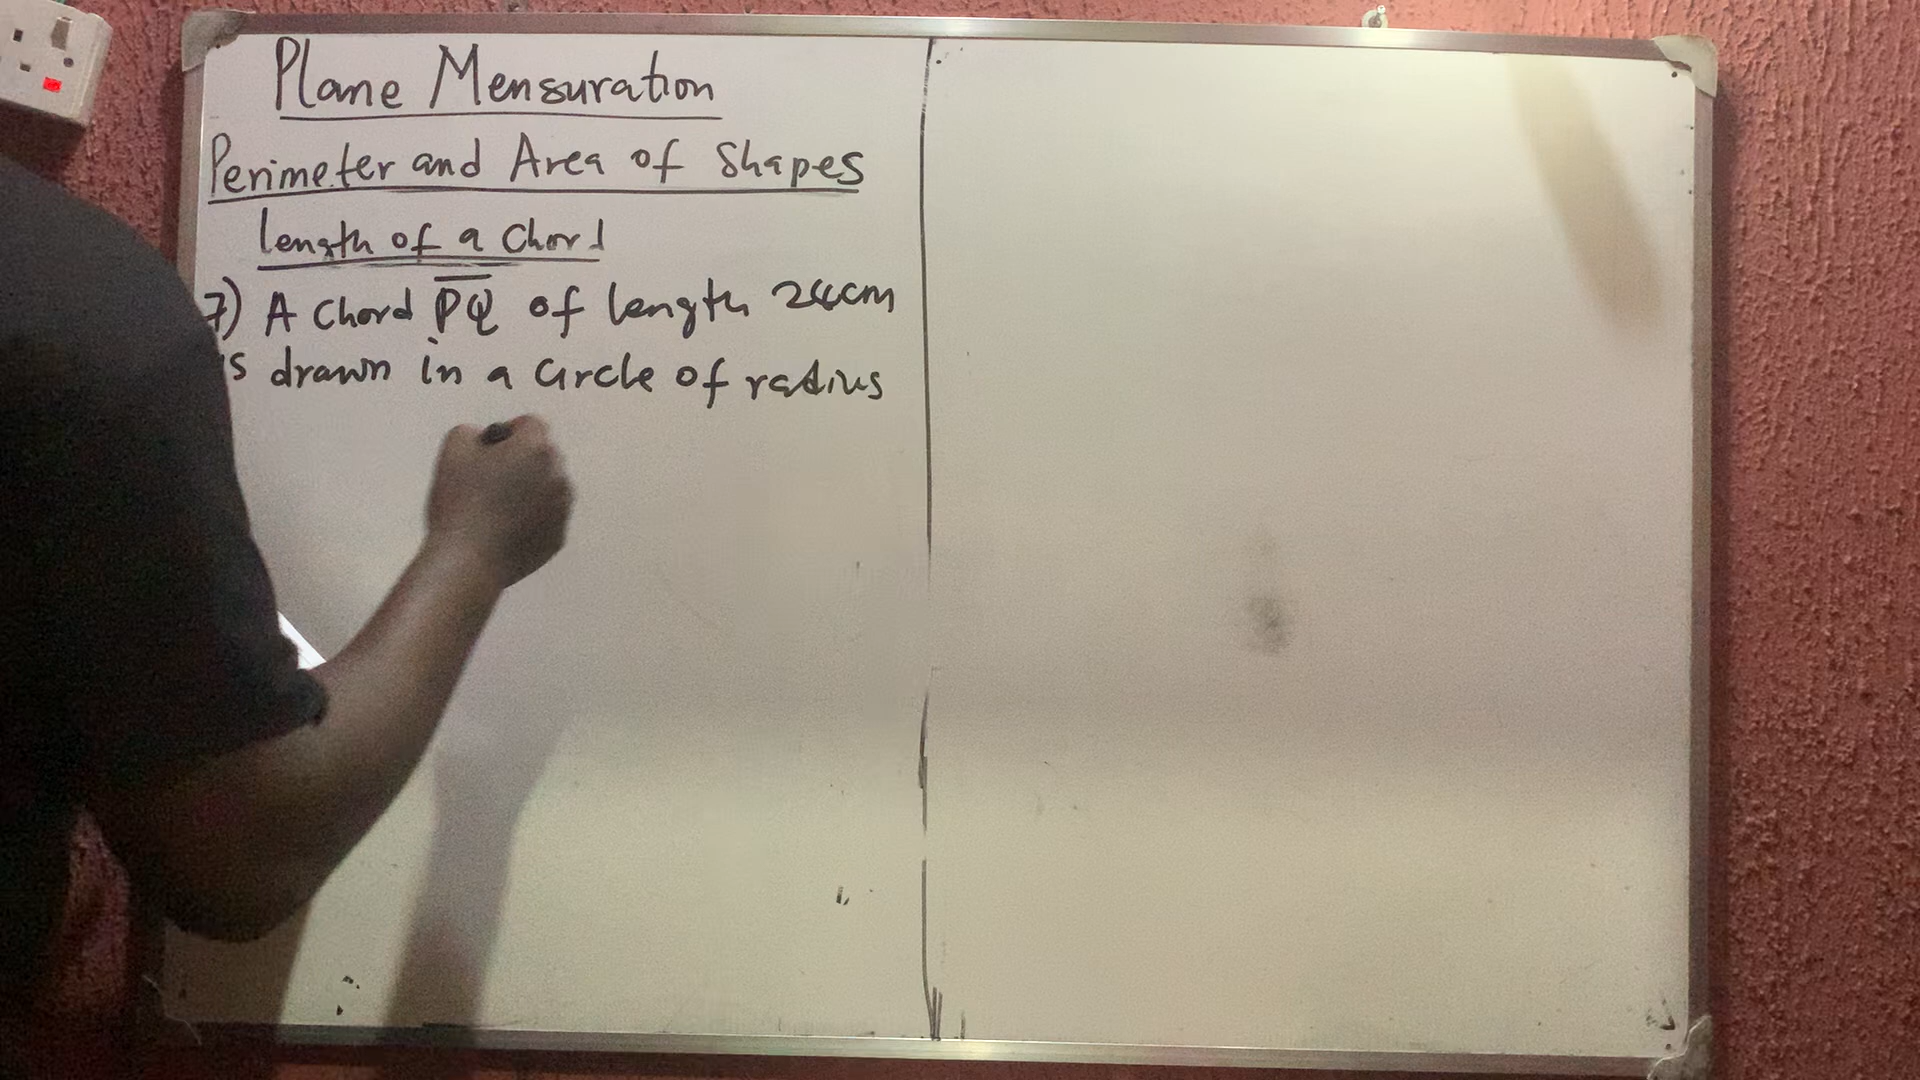 Plane Mensuration
Perimeter and Area of Shapes
Length of a Chord
7) A chord PQ of length 24cm
is drawn in a circle of radius